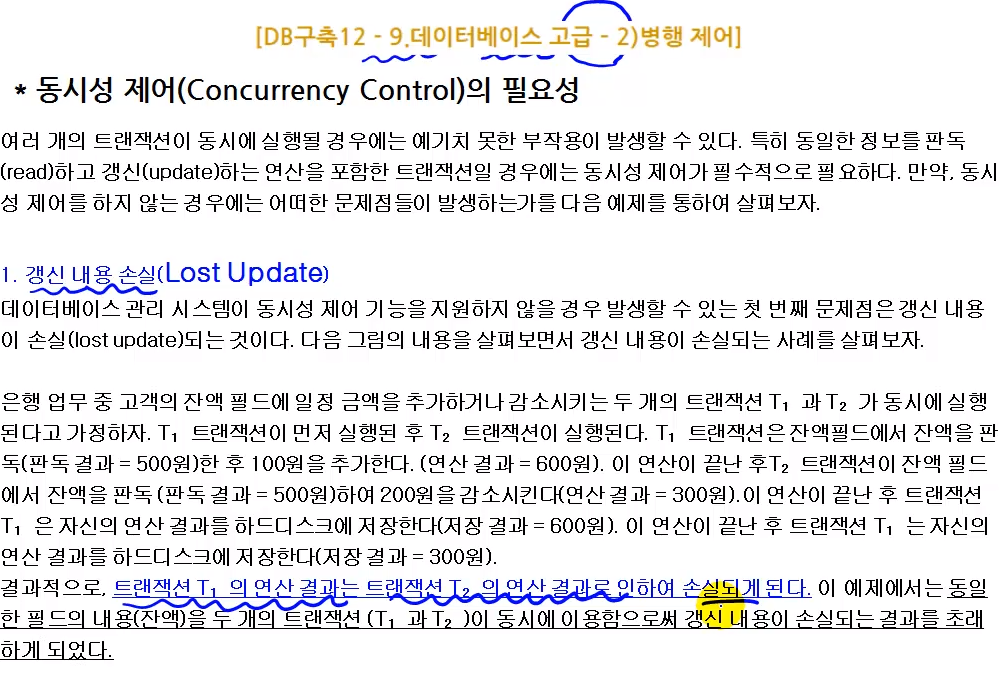 [DB구축12 - 9.데이터베이스 고급 - 2)병행 제어]
* 동시성 제어(Concurrency Control)의 필요성
여러 개의 트랜잭션이 동시에 실행될 경우에는 예기치 못한 부작용이 발생할 수 있다. 특히 동일한 정보를 판독
(read)하고 갱신(update)하는 연산을 포함한 트랜잭션일 경우에는 동시성 제어가 필수적으로 필요하다. 만약, 동시
성 제어를 하지 않는 경우에는 어떠한 문제점들이 발생하는가를 다음 예제를 통하여 살펴보자.
1. 갱신 내용 손실(Lost Update)
데이터베이스 관리 시스템이 동시성 제어 기능을 지원하지 않을 경우 발생할 수 있는 첫 번째 문제점은 갱신 내용
이 손실(lost update)되는 것이다. 다음 그림의 내용을 살펴보면서 갱신 내용이 손실되는 사례를 살펴보자.
은행 업무 중 고객의 잔액 필드에 일정 금액을 추가하거나 감소시키는 두 개의 트랜잭션 T₁ 과 T₂ 가 동시에 실행
된다고 가정하자. T₁ 트랜잭션이 먼저 실행된 후 T₂ 트랜잭션이 실행된다. T₁ 트랜잭션은 잔액필드에서 잔액을 판
독(판독 결과 = 500원)한 후 100원을 추가한다. (연산 결과 = 600원). 이 연산이 끝난 후T₂ 트랜잭션이 잔액 필드
에서 잔액을 판독 (판독 결과 = 500원)하여 200원을 감소시킨다(연산 결과 = 300원).이 연산이 끝난 후 트랜잭션
T₁ 은 자신의 연산 결과를 하드디스크에 저장한다(저장 결과 = 600원). 이 연산이 끝난 후 트랜잭션 T₁ 는 자신의
연산 결과를 하드디스크에 저장한다(저장 결과 = 300원).
결과적으로, 트랜잭션 T₁ 의 연산 결과는 트랜잭션 T₂ 의 연산 결과로 인하여 손실되게 된다. 이 예제에서는 동일
한 필드의 내용(잔액)을 두 개의 트랜잭션 (T₁ 과 T₂ )이 동시에 이용함으로써 갱신 내용이 손실되는 결과를 초래
하게 되었다.